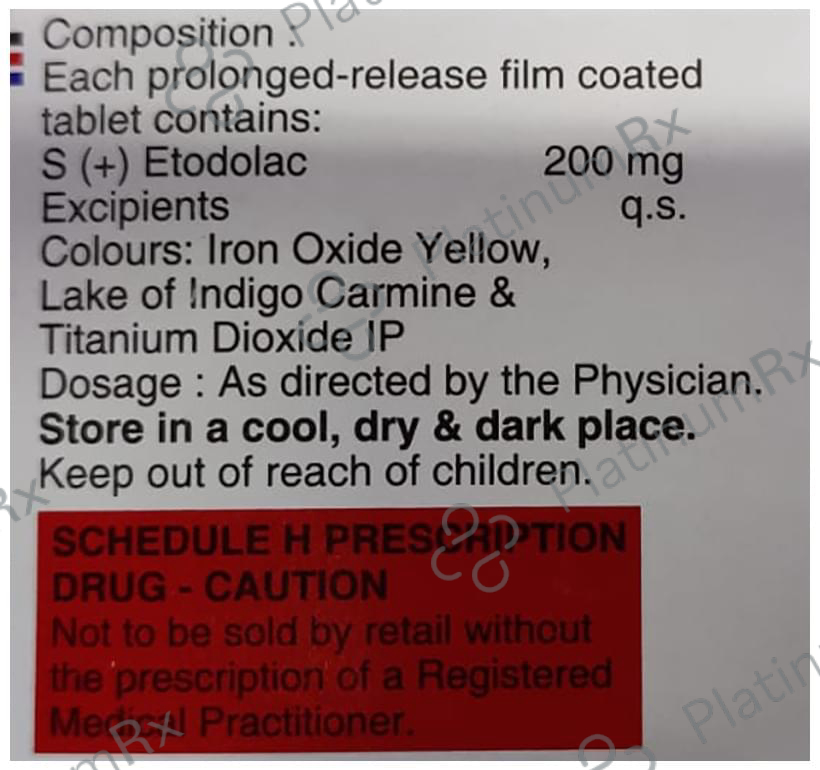 Composition :
Each prolonged-release film coated
tablet contains:
S (+) Etodolac 200 mg
Excipients q.s.
Colours: Iron Oxide Yellow,
Lake of Indigo Carmine &
Titanium Dioxide IP
Dosage : As directed by the Physician.
Store in a cool, dry & dark place.
Keep out of reach of children.
SCHEDULE H PRESCRIPTION
DRUG - CAUTION
Not to be sold by retail without
the prescription of a Registered
Medical Practitioner.
PlatinumRx
PlatinumRx